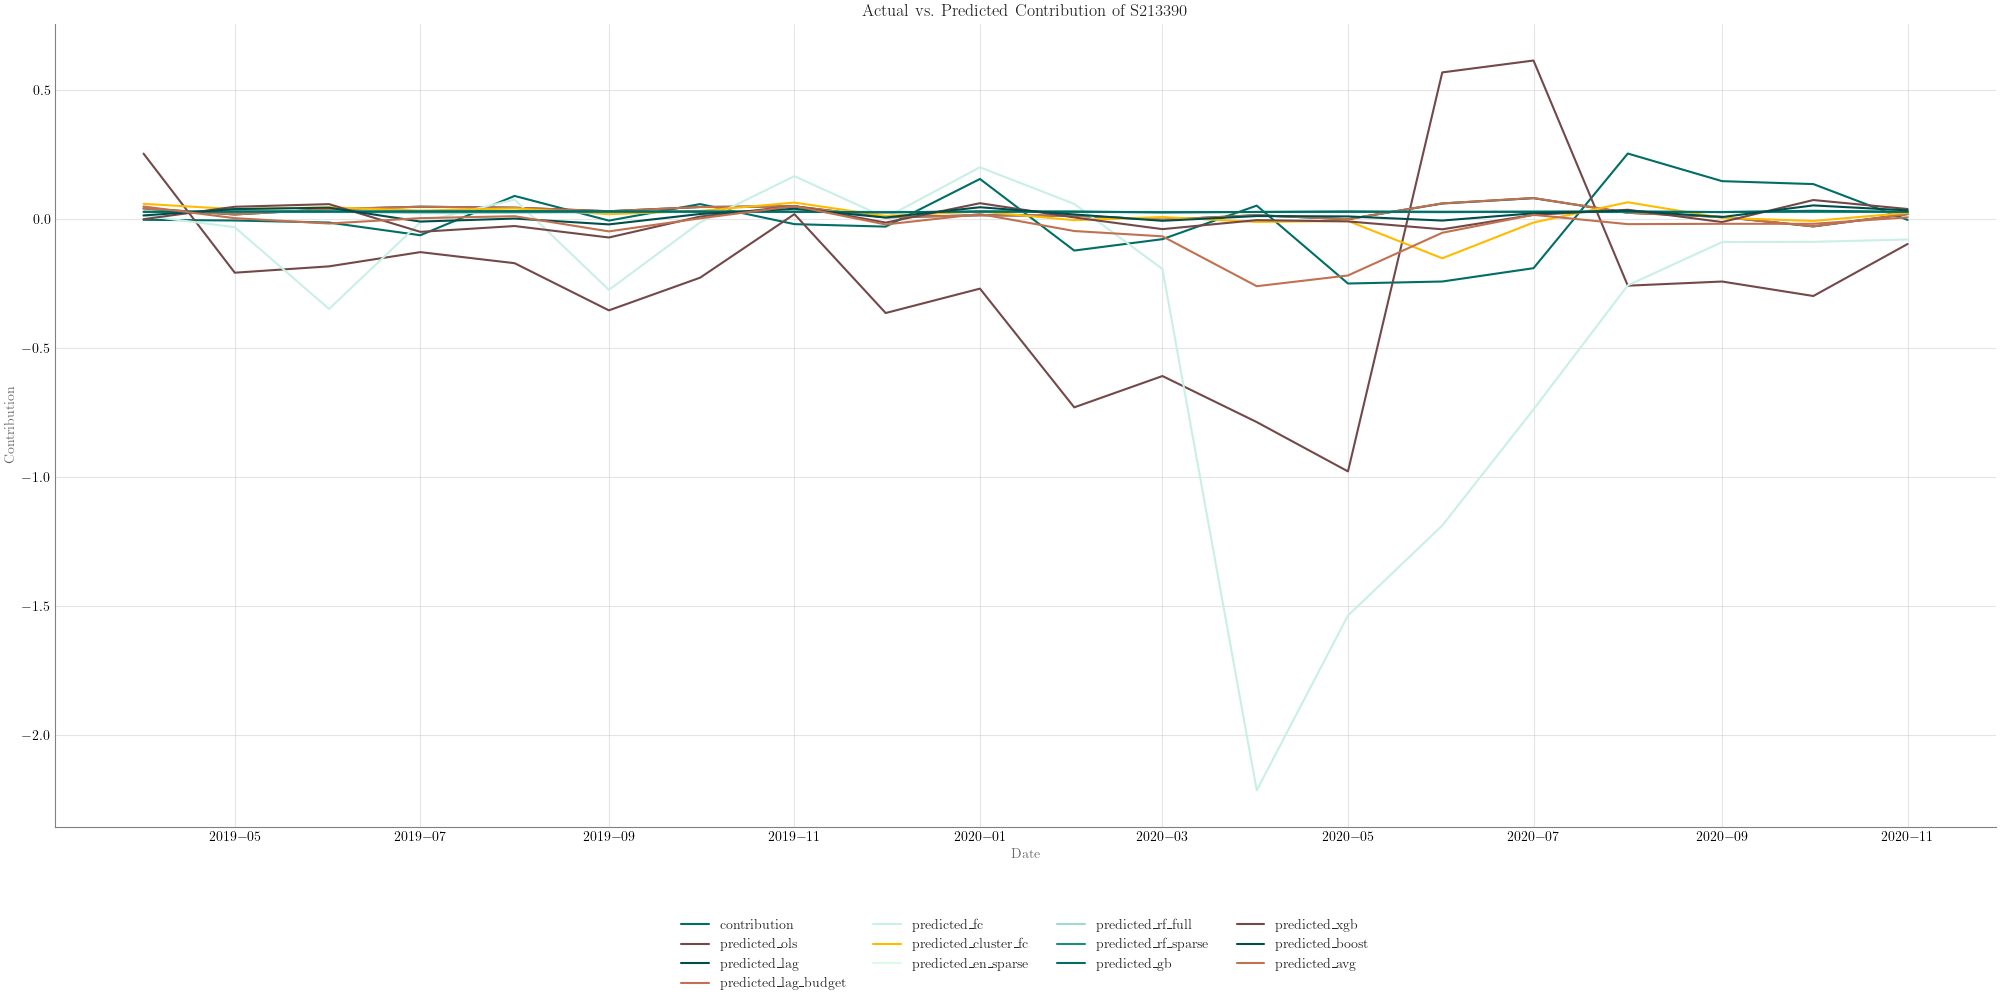 Actual vs. Predicted Contribution of S213390
0.5
0.0
−0.5
−1.0
−1.5
−2.0
Contribution
2019−05 2019−07 2019−09 2019−11 2020−01 2020−03 2020−05 2020−07 2020−09 2020−11
Date
contribution predicted_fc predicted_rf_full predicted_xgb
predicted_ols predicted_cluster_fc predicted_rf_sparse predicted_boost
predicted_lag predicted_en_sparse predicted_gb predicted_avg
predicted_lag_budget